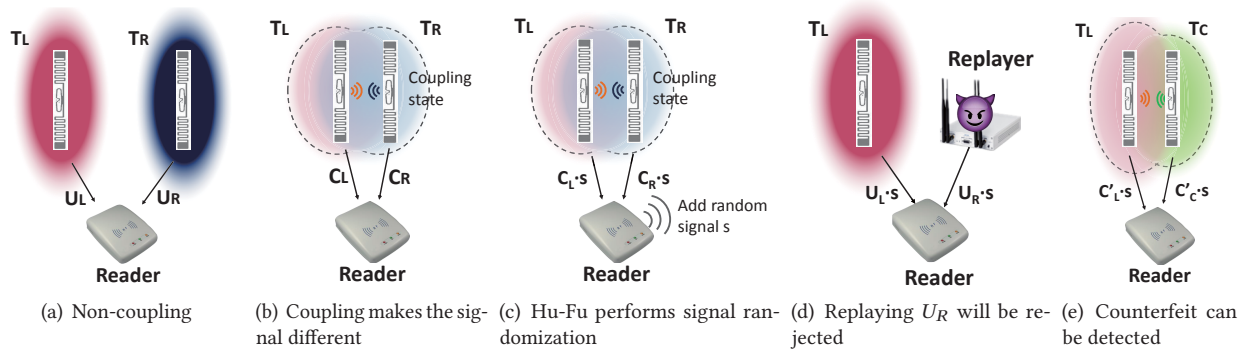 TL
TR
UL
UR
Reader
(a) Non-coupling
TL
TR
Coupling
state
CL
CR
Reader
(b) Coupling makes the sig-
nal different
TL
TR
Coupling
state
CL·s
CR·s
Add random
signal s
Reader
(c) Hu-Fu performs signal ran-
domization
TL
Replayer
UL·s
UR·s
Reader
(d) Replaying UR will be re-
jected
TL
TC
C'L·s
C'C·s
Reader
(e) Counterfeit can
be detected